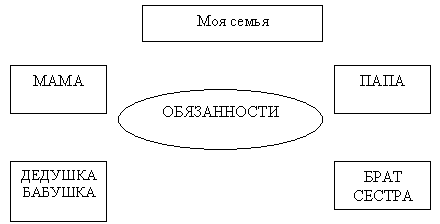 Моя семья
МАМА
ПАПА
ОБЯЗАННОСТИ
ДЕДУШКА
БАБУШКА
БРАТ
СЕСТРА